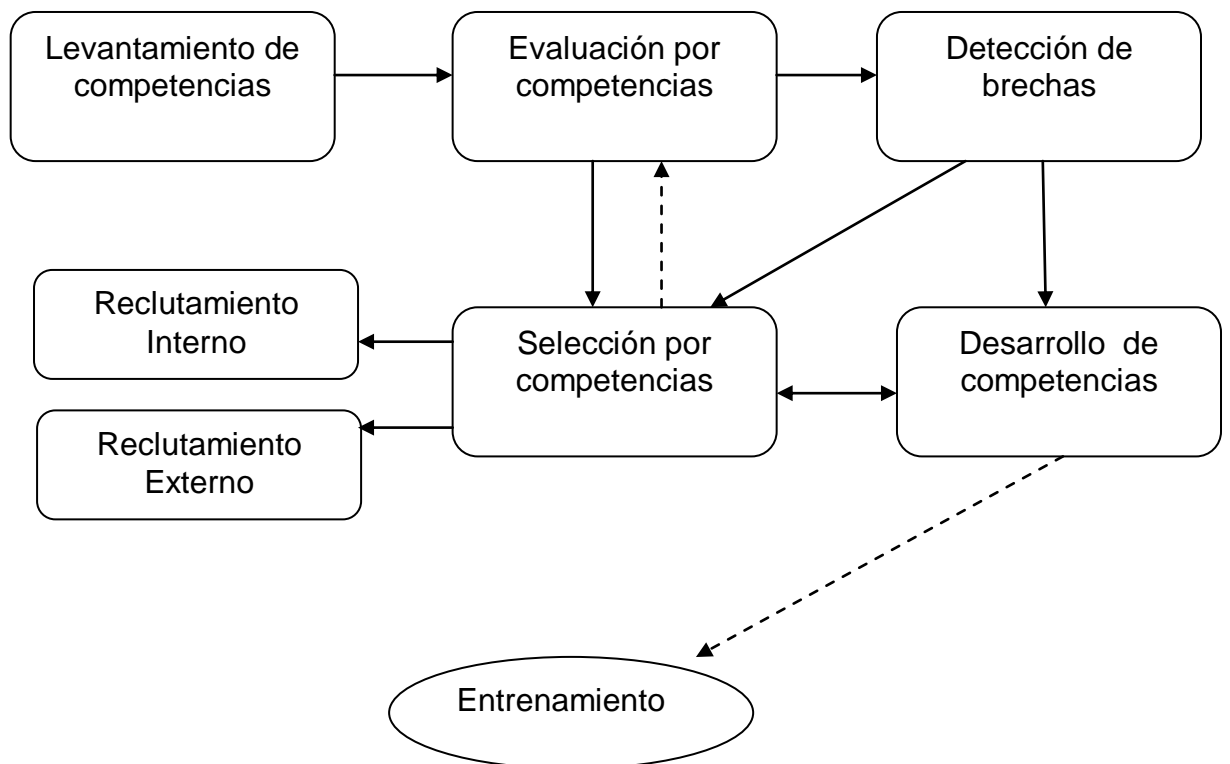 Levantamiento de
competencias
Evaluación por
competencias
Detección de
brechas
Reclutamiento
Interno
Selección por
competencias
Desarrollo de
competencias
Reclutamiento
Externo
Entrenamiento